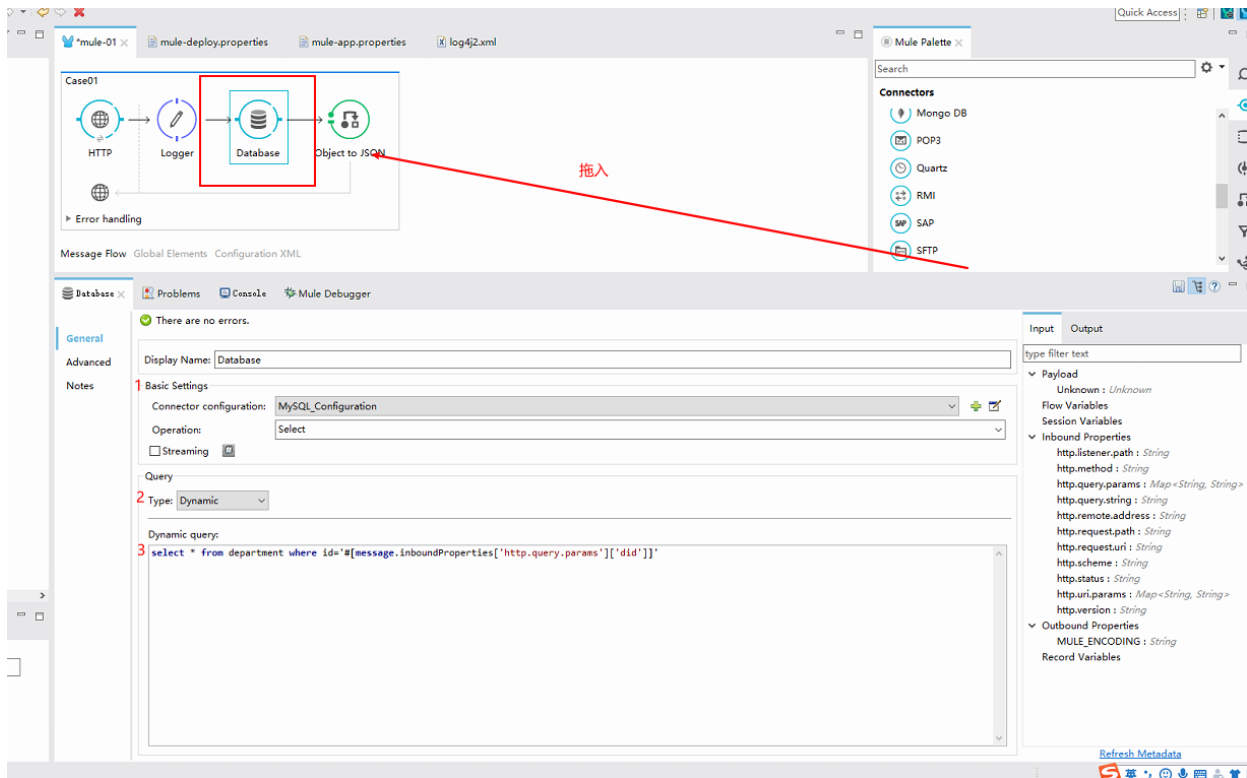 Quick Access
*mule-01
mule-deploy.properties
mule-app.properties
log4j2.xml
Mule Palette
Case01
HTTP
Logger
Database
Object to JSON
Error handling
Message Flow Global Elements Configuration XML
拖入
Search
Connectors
Mongo DB
POP3
Quartz
RMI
SAP
SAP
SFTP
Database
Problems
Console
Mule Debugger
General
Advanced
Notes
There are no errors.
Display Name: Database
1 Basic Settings
Connector configuration: MySQL_Configuration
Operation: Select
Streaming
Query
2 Type: Dynamic
Dynamic query:
3 select * from department where id='#[message.inboundProperties['http.query.params']['did']]'
Input Output
type filter text
Payload
Unknown : Unknown
Flow Variables
Session Variables
Inbound Properties
http.listener.path : String
http.method : String
http.query.params : Map<String, String>
http.query.string : String
http.remote.address : String
http.request.path : String
http.request.uri : String
http.scheme : String
http.status : String
http.uri.params : Map<String, String>
http.version : String
Outbound Properties
MULE_ENCODING : String
Record Variables
Refresh Metadata
英